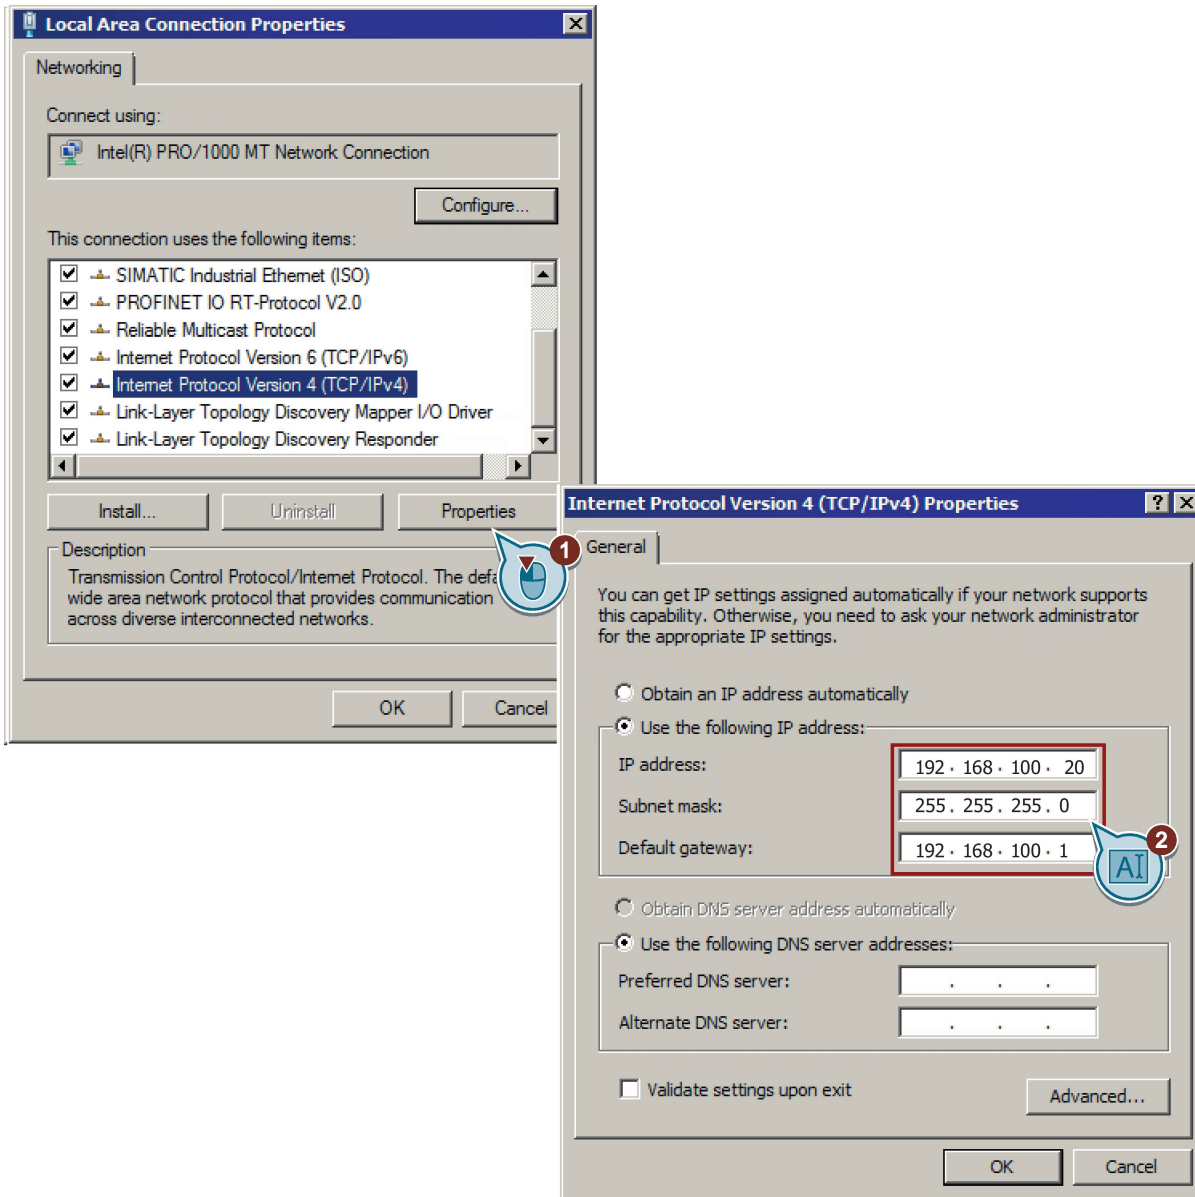 Local Area Connection Properties
Networking
Connect using:
Intel(R) PRO/1000 MT Network Connection
Configure...
This connection uses the following items:
SIMATIC Industrial Ethernet (ISO)
PROFINET IO RT-Protocol V2.0
Reliable Multicast Protocol
Internet Protocol Version 6 (TCP/IPv6)
Internet Protocol Version 4 (TCP/IPv4)
Link-Layer Topology Discovery Mapper I/O Driver
Link-Layer Topology Discovery Responder
Install... Uninstall Properties
1
Description
Transmission Control Protocol/Internet Protocol. The defa
wide area network protocol that provides communication
across diverse interconnected networks.
OK Cancel
Internet Protocol Version 4 (TCP/IPv4) Properties
?
General
You can get IP settings assigned automatically if your network supports
this capability. Otherwise, you need to ask your network administrator
for the appropriate IP settings.
Obtain an IP address automatically
Use the following IP address:
IP address: 192 . 168 . 100 . 20
Subnet mask: 255 . 255 . 255 . 0
Default gateway: 192 . 168 . 100 . 1
2
A
Obtain DNS server address automatically
Use the following DNS server addresses:
Preferred DNS server: . . .
Alternate DNS server: . . .
Validate settings upon exit
Advanced...
OK Cancel